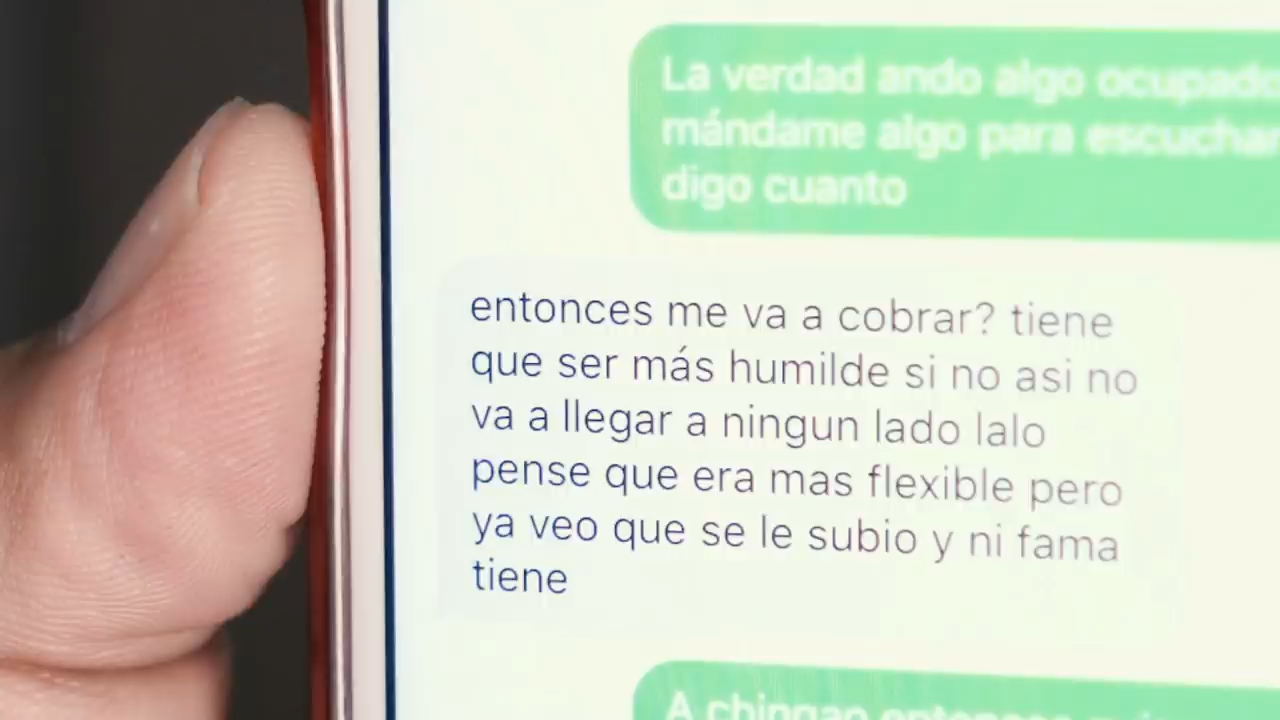 La verdad ando algo ocupado
mándame algo para escuchar
digo cuanto
entonces me va a cobrar? tiene
que ser más humilde si no asi no
va a llegar a ningun lado lalo
pense que era mas flexible pero
ya veo que se le subio y ni fama
tiene
A chingao entonces